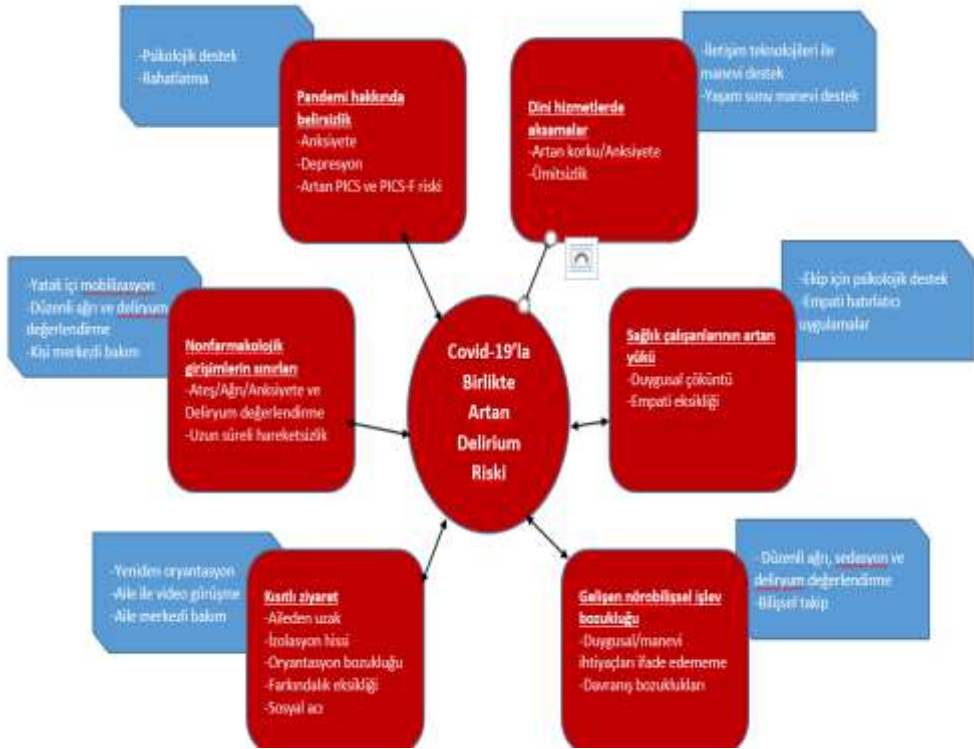 -Psikolojik destek
-Rahatlatma
Pandemi hakkında
belirsizlik
-Anksiyete
-Depresyon
-Artan PICS ve PICS-F riski
Dini hizmetlerde
aksamalar
-Artan korku/Anksiyete
-Ümitsizlik
-İletişim teknolojileri ile
manevi destek
-Yaşam sonu manevi destek
-Yatak içi mobilizasyon
-Düzenli ağrı ve deliryum
değerlendirme
-Kişi merkezli bakım
Nonfarmakolojik
girişimlerin sınırları
-Ateş/Ağrı/Anksiyete ve
Deliryum değerlendirme
-Uzun süreli hareketsizlik
Covid-19'la
Birlikte
Artan
Delirium
Riski
Sağlık çalışanlarının artan
yükü
-Duygusal çöküntü
-Empati eksikliği
-Ekip için psikolojik destek
-Empati hatırlatıcı
uygulamalar
-Yeniden oryantasyon
-Aile ile video görüşme
-Aile merkezli bakım
Kısıtlı ziyaret
-Aileden uzak
-İzolasyon hissi
-Oryantasyon bozukluğu
-Farkındalık eksikliği
-Sosyal acı
Gelişen nörobilişsel işlev
bozukluğu
-Duygusal/manevi
ihtiyaçları ifade edememe
-Davranış bozuklukları
- Düzenli ağrı, sedasyon ve
deliryum değerlendirme
-Bilişsel takip